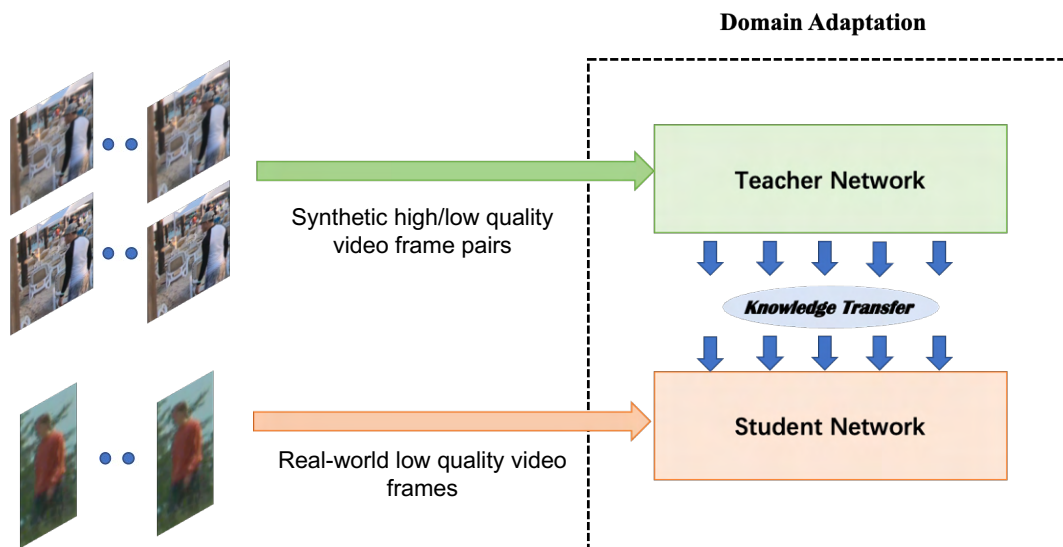 Domain Adaptation
Teacher Network
Synthetic high/low quality
video frame pairs
Knowledge Transfer
Student Network
Real-world low quality video
frames